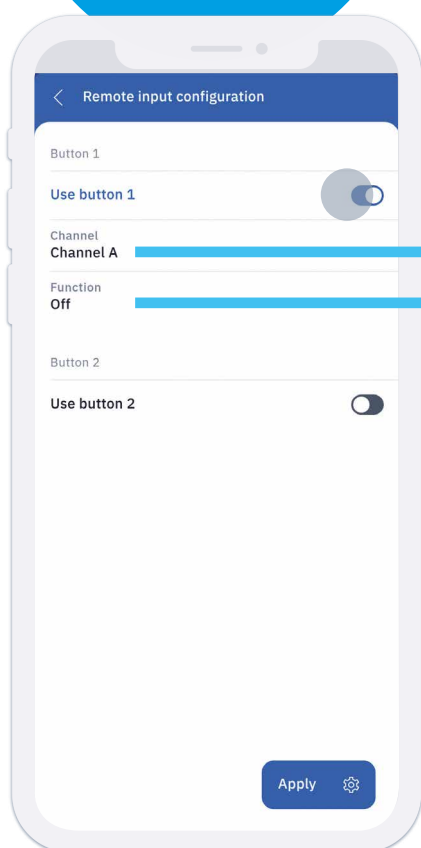 Remote input configuration
Button 1
Use button 1
Channel
Channel A
Function
Off
Button 2
Use button 2
Apply